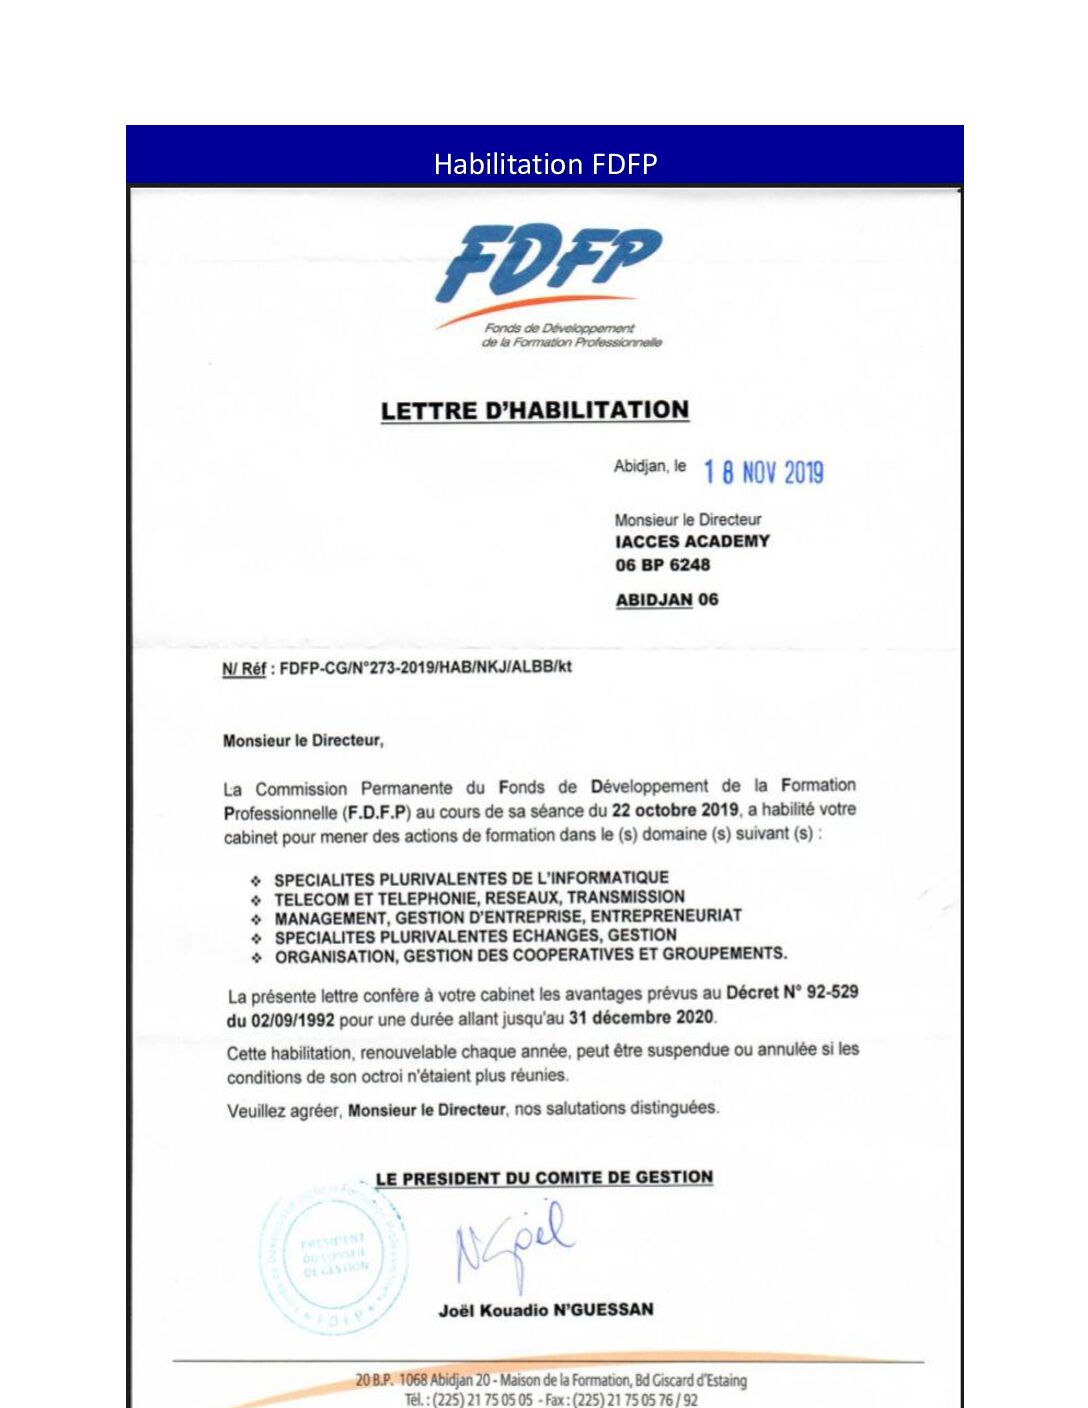 Habilitation FDFP
FDFP
Fonds de Développement
de la Formation Professionnelle
LETTRE D'HABILITATION
Abidjan, le 18 NOV 2019
Monsieur le Directeur
IACCES ACADEMY
06 BP 6248
ABIDJAN 06
N/ Réf : FDFP-CG/N°273-2019/HAB/NKJ/ALBB/kt
Monsieur le Directeur,
La Commission Permanente du Fonds de Développement de la Formation
Professionnelle (F.D.F.P) au cours de sa séance du 22 octobre 2019, a habilité votre
cabinet pour mener des actions de formation dans le (s) domaine (s) suivant (s) :
❖ SPECIALITES PLURIVALENTES DE L'INFORMATIQUE
❖ TELECOM ET TELEPHONIE, RESEAUX, TRANSMISSION
❖ MANAGEMENT, GESTION D'ENTREPRISE, ENTREPRENEURIAT
❖ SPECIALITES PLURIVALENTES ECHANGES, GESTION
❖ ORGANISATION, GESTION DES COOPERATIVES ET GROUPEMENTS.
La présente lettre confère à votre cabinet les avantages prévus au Décret N° 92-529
du 02/09/1992 pour une durée allant jusqu'au 31 décembre 2020.
Cette habilitation, renouvelable chaque année, peut être suspendue ou annulée si les
conditions de son octroi n'étaient plus réunies.
Veuillez agréer, Monsieur le Directeur, nos salutations distinguées.
LE PRESIDENT DU COMITE DE GESTION
PRESIDENT
DU CONSEIL
DE GESTION
FDFP
Joël Kouadio N'GUESSAN
20 B.P. 1068 Abidjan 20 - Maison de la Formation, Bd Giscard d'Estaing
Tél. : (225) 21 75 05 05 - Fax : (225) 21 75 05 76 / 92